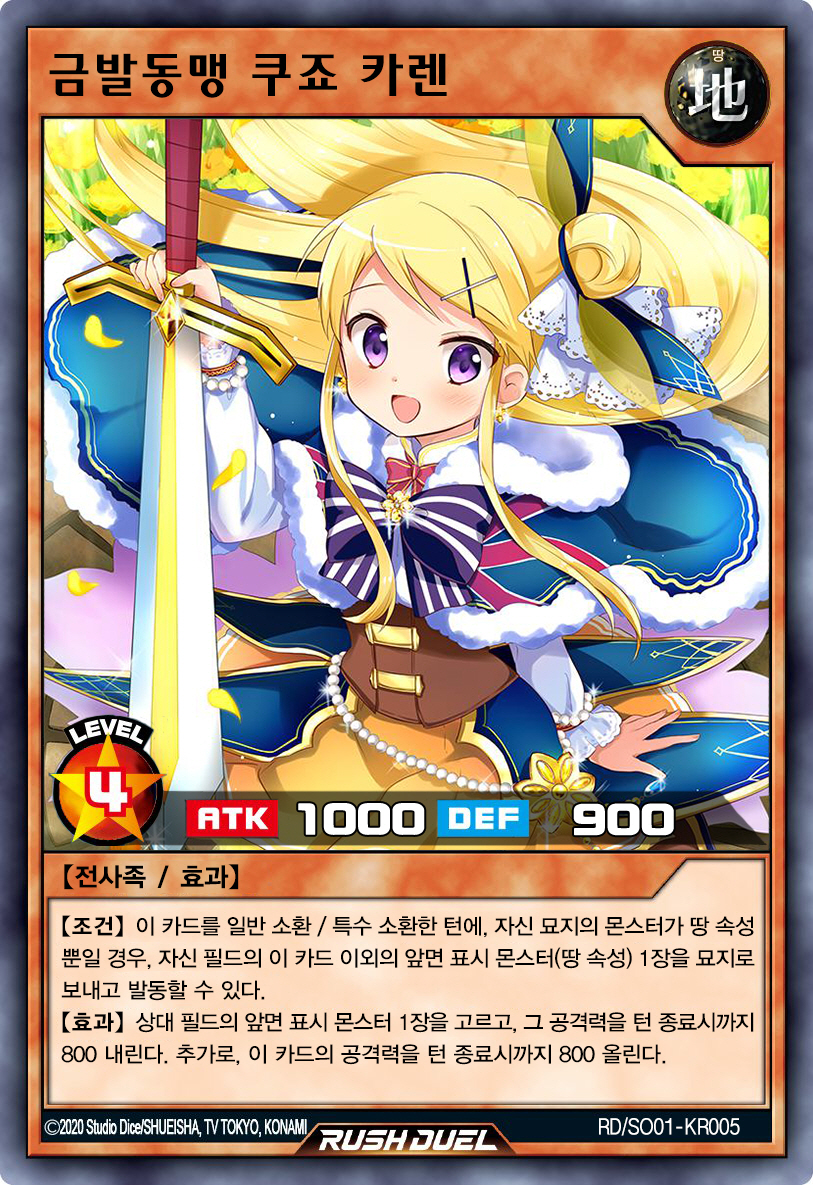 금발동맹 쿠죠 카렌
땅
地
LEVEL
4
ATK 1000 DEF 900
【전사족 / 효과】
【조건】 이 카드를 일반 소환 / 특수 소환한 턴에, 자신 묘지의 몬스터가 땅 속성
뿐일 경우, 자신 필드의 이 카드 이외의 앞면 표시 몬스터(땅 속성) 1장을 묘지로
보내고 발동할 수 있다.
【효과】 상대 필드의 앞면 표시 몬스터 1장을 고르고, 그 공격력을 턴 종료시까지
800 내린다. 추가로, 이 카드의 공격력을 턴 종료시까지 800 올린다.
©2020 Studio Dice/SHUEISHA, TV TOKYO, KONAMI
RUSH DUEL
RD/SO01-KR005